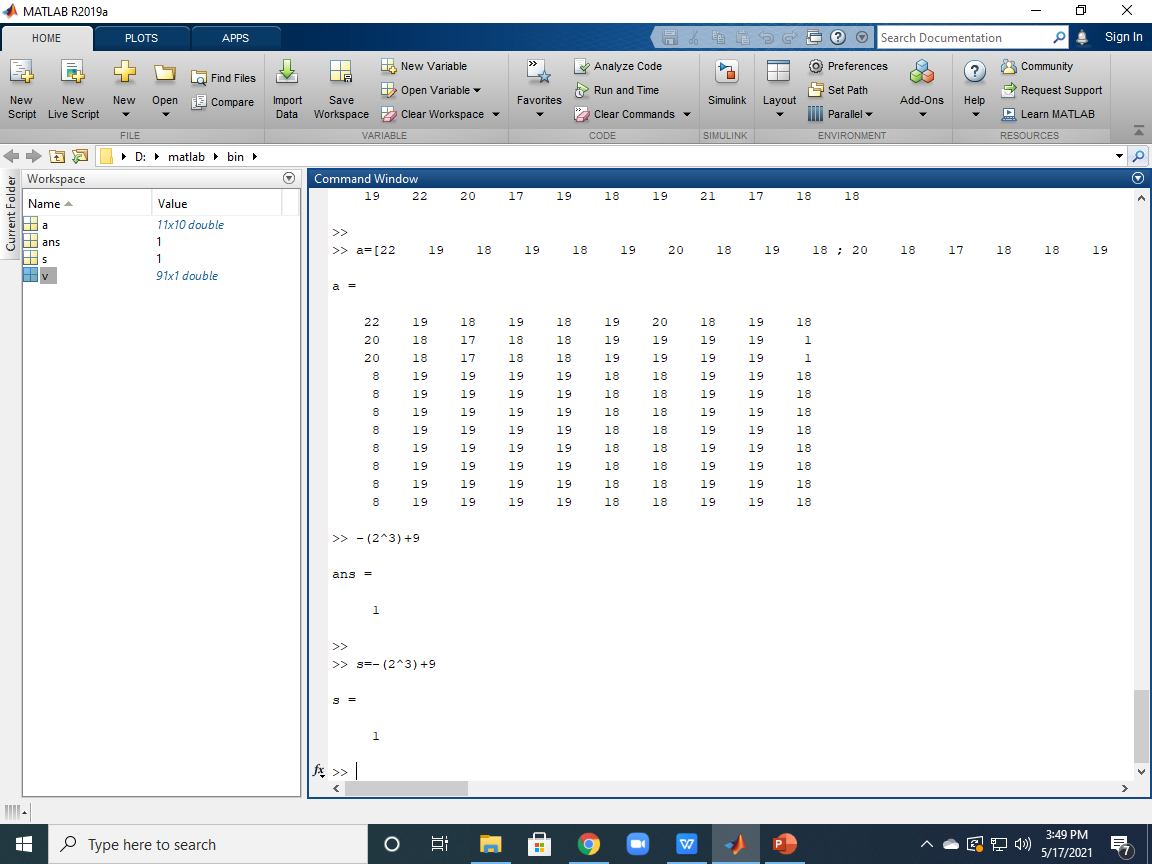 MATLAB R2019a
HOME PLOTS APPS
Search Documentation Sign In
New Script
New Live Script
New
Open
Find Files
Compare
Import Data
Save Workspace
New Variable
Open Variable
Clear Workspace
Favorites
Analyze Code
Run and Time
Clear Commands
Simulink
Layout
Preferences
Set Path
Parallel
Add-Ons
Help
Community
Request Support
Learn MATLAB
FILE VARIABLE CODE SIMULINK ENVIRONMENT RESOURCES
D: matlab bin
Current Folder
Workspace
Name Value
a 11x10 double
ans 1
s 1
v 91x1 double
Command Window
19 22 20 17 19 18 19 21 17 18 18
>>
>> a=[22 19 18 19 18 19 20 18 19 18 ; 20 18 17 18 18 19
a =
22 19 18 19 18 19 20 18 19 18
20 18 17 18 18 19 19 19 19 1
20 18 17 18 18 19 19 19 19 1
8 19 19 19 19 18 18 19 19 18
8 19 19 19 19 18 18 19 19 18
8 19 19 19 19 18 18 19 19 18
8 19 19 19 19 18 18 19 19 18
8 19 19 19 19 18 18 19 19 18
8 19 19 19 19 18 18 19 19 18
8 19 19 19 19 18 18 19 19 18
8 19 19 19 19 18 18 19 19 18
>> -(2^3)+9
ans =
1
>>
>> s=-(2^3)+9
s =
1
fx >>
Type here to search
3:49 PM
5/17/2021
7